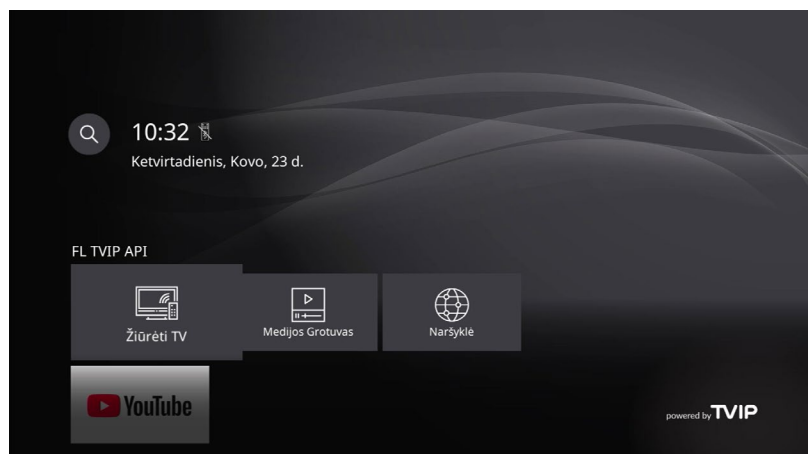 10:32
Ketvirtadienis, Kovo, 23 d.
FL TVIP API
Žiūrėti TV
Medijos Grotuvas
Naršyklė
YouTube
powered by TVIP